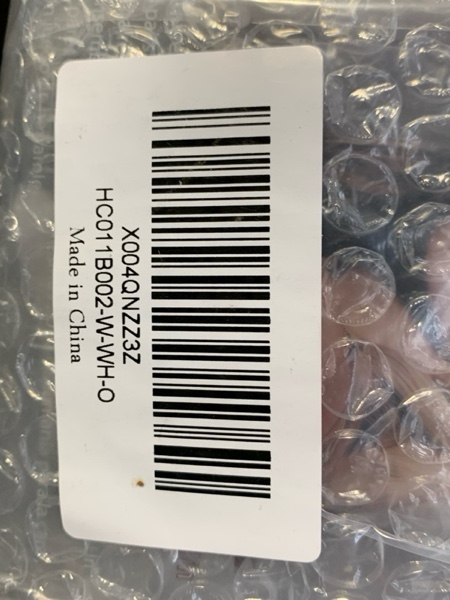 X004QNZZ3Z
HC011B002-W-WH-O
Made in China